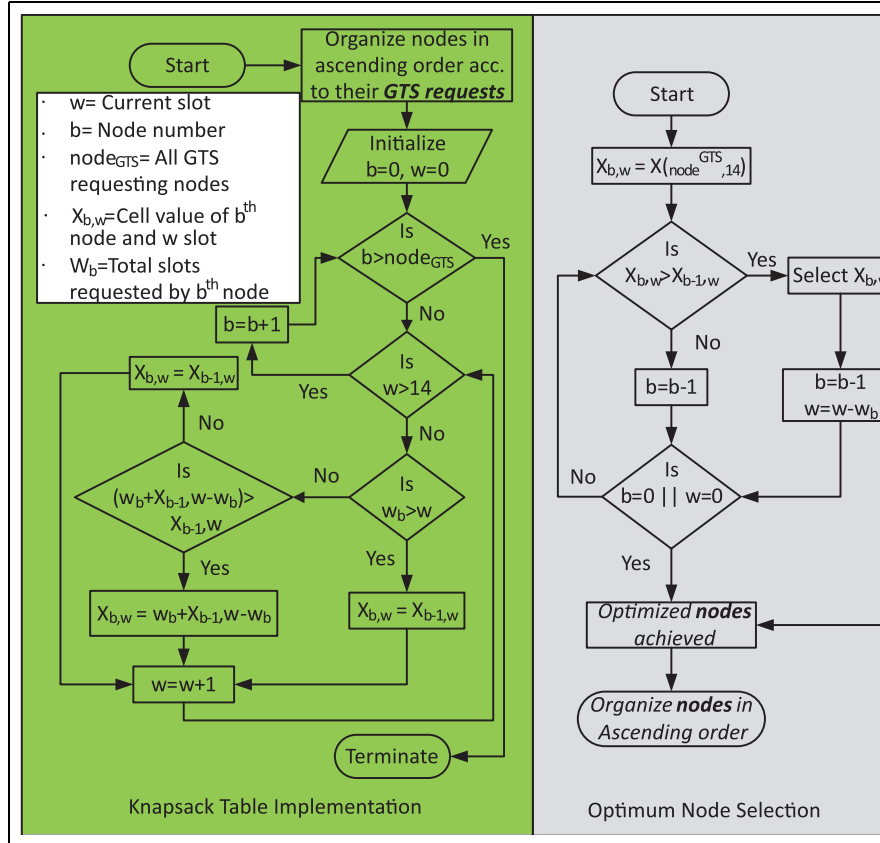 Start
Organize nodes in
ascending order acc.
to their GTS requests
· w= Current slot
· b= Node number
· nodeGTS= All GTS
requesting nodes
· Xb,w=Cell value of bth
node and w slot
· Wb=Total slots
requested by bth node
Initialize
b=0, w=0
Is
b>nodeGTS
Yes
No
b=b+1
Is
w>14
Yes
No
Xb,w = Xb-1,w
No
Is
(wb+Xb-1,w-wb)>
Xb-1,w
No
Is
wb>w
Yes
Yes
Xb,w = wb+Xb-1,w-wb
Xb,w = Xb-1,w
w=w+1
Terminate
Knapsack Table Implementation
Start
Xb,w = X(nodeGTS,14)
Is
Xb,w>Xb-1,w
Yes
Select Xb,w
No
b=b-1
b=b-1
w=w-wb
Is
b=0 || w=0
No
Yes
Optimized nodes
achieved
Organize nodes in
Ascending order
Optimum Node Selection